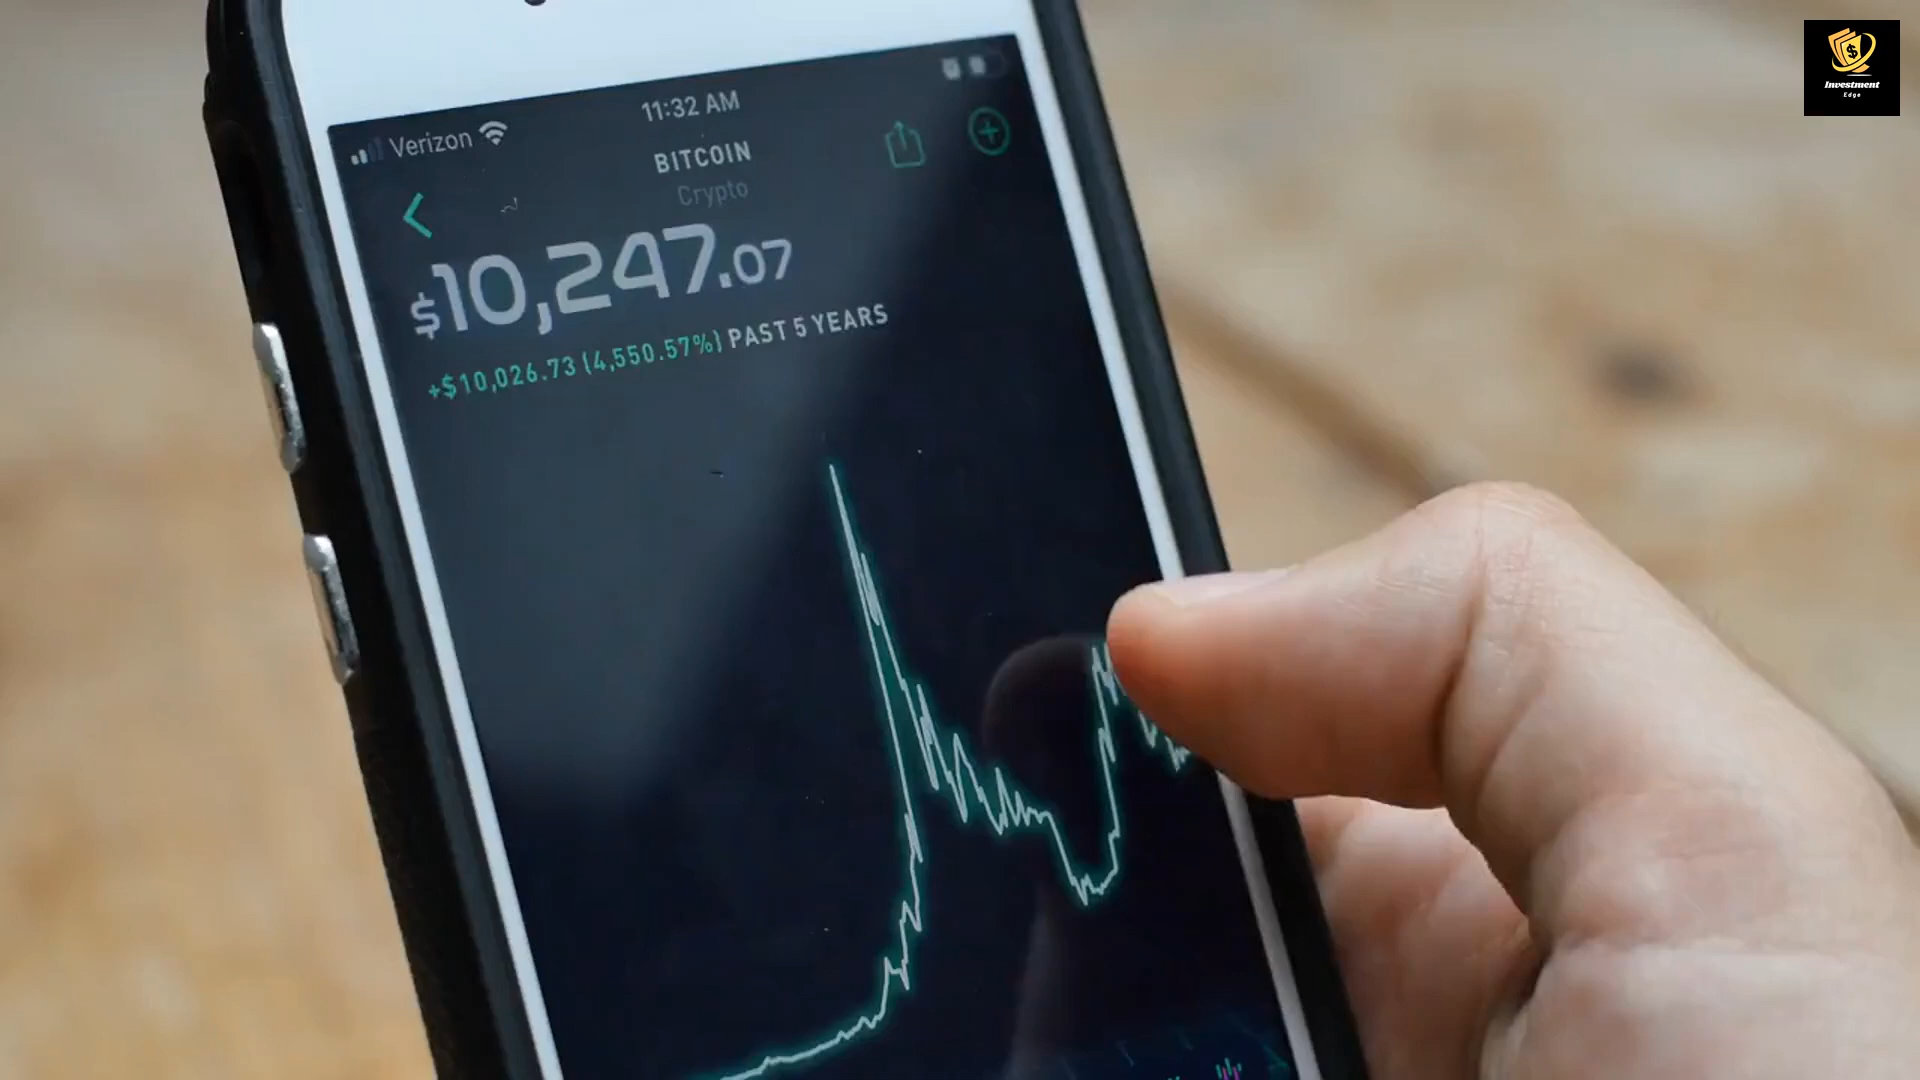 Verizon
11:32 AM
BITCOIN
Crypto
$10,247.07
+$10,026.73 (4,550.57%) PAST 5 YEARS
$
Investment
Edge